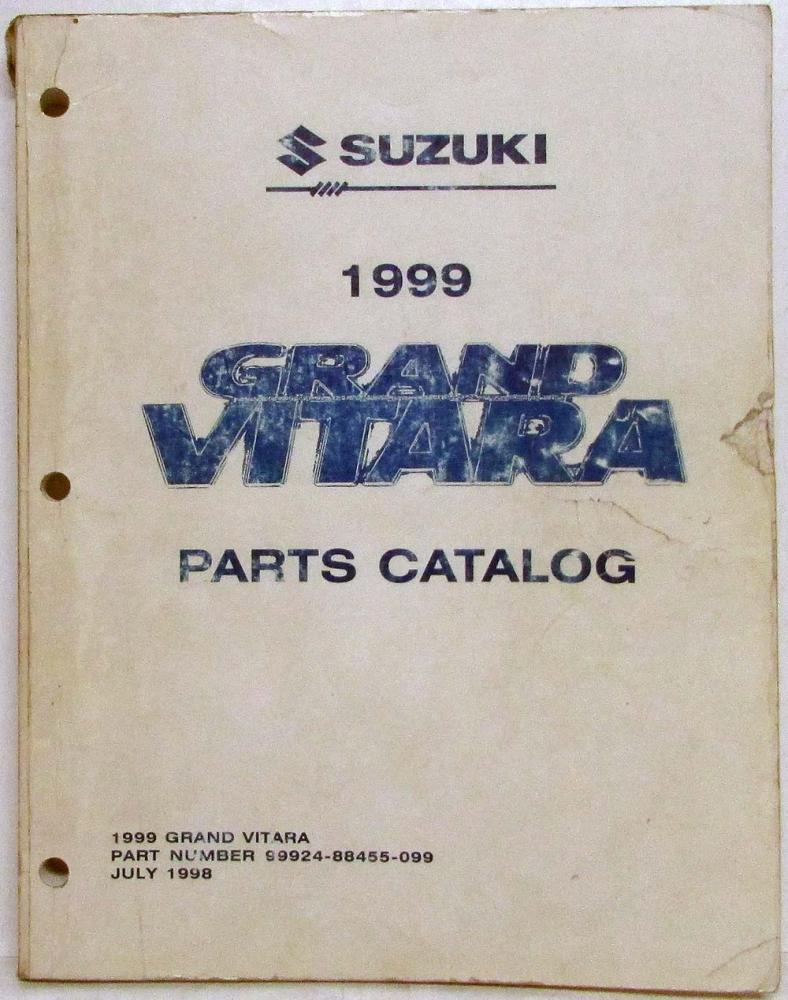 SUZUKI
1999
GRAND
VITARA
PARTS CATALOG
1999 GRAND VITARA
PART NUMBER 99924-88455-099
JULY 1998